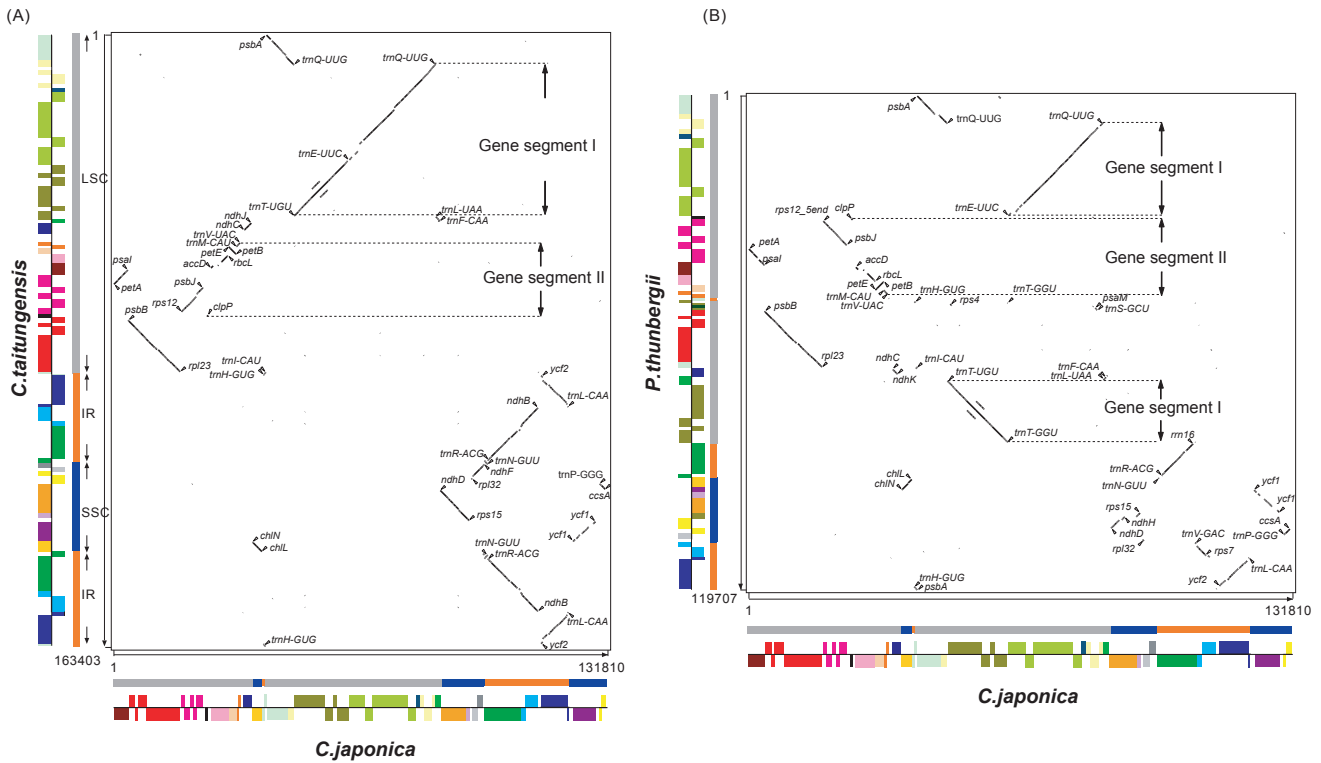 (A)
1
psbA
trnQ-UUG
trnQ-UUG
trnE-UUC
Gene segment I
LSC
trnT-UGU
ndhJ
ndhC
trnL-UAA
trnF-CAA
trnV-UAC
trnM-CAU
petE
petB
rbcL
accD
psaI
petA
psbJ
Gene segment II
rps12
clpP
psbB
rpl23
trnI-CAU
trnH-GUG
ycf2
trnL-CAA
IR
ndhB
trnR-ACG
trnN-GUU
ndhF
rpl32
ndhD
trnP-GGG
ccsA
SSC
rps15
ycf1
ycf1
chlN
chlL
trnN-GUU
trnR-ACG
IR
ndhB
trnL-CAA
trnH-GUG
ycf2
163403
1
131810
C.taitungensis
C.japonica
(B)
1
psbA
trnQ-UUG
trnQ-UUG
Gene segment I
trnE-UUC
rps12_5end
clpP
psbJ
petA
psaI
accD
rbcL
Gene segment II
petE
petB
trnM-CAU
trnV-UAC
trnH-GUG
trnT-GGU
rps4
psaM
trnS-GCU
psbB
rpl23
ndhC
ndhK
trnI-CAU
trnT-UGU
trnF-CAA
trnL-UAA
Gene segment I
trnT-GGU
rrn16
trnR-ACG
trnN-GUU
chlL
chlN
ycf1
ycf1
rps15
ndhH
ndhD
rpl32
ccsA
trnP-GGG
trnV-GAC
rps7
trnL-CAA
ycf2
trnH-GUG
psbA
119707
1
131810
P.thunbergii
C.japonica